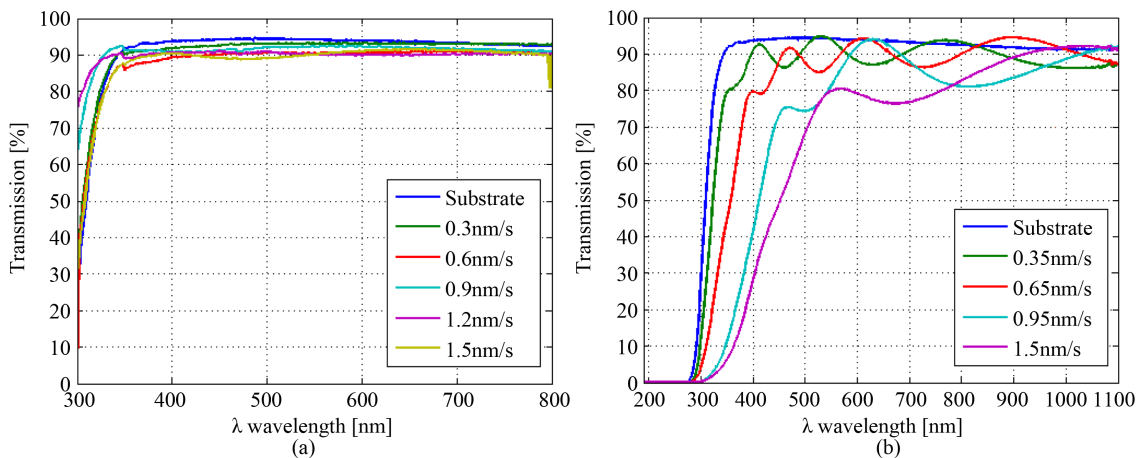 Transmission [%]
100
90
80
70
60
50
40
30
20
10
0
300
400
500
600
700
800
λ wavelength [nm]
Substrate
0.3nm/s
0.6nm/s
0.9nm/s
1.2nm/s
1.5nm/s
(a)
Transmission [%]
100
90
80
70
60
50
40
30
20
10
0
200
300
400
500
600
700
800
900
1000
1100
λ wavelength [nm]
Substrate
0.35nm/s
0.65nm/s
0.95nm/s
1.5nm/s
(b)